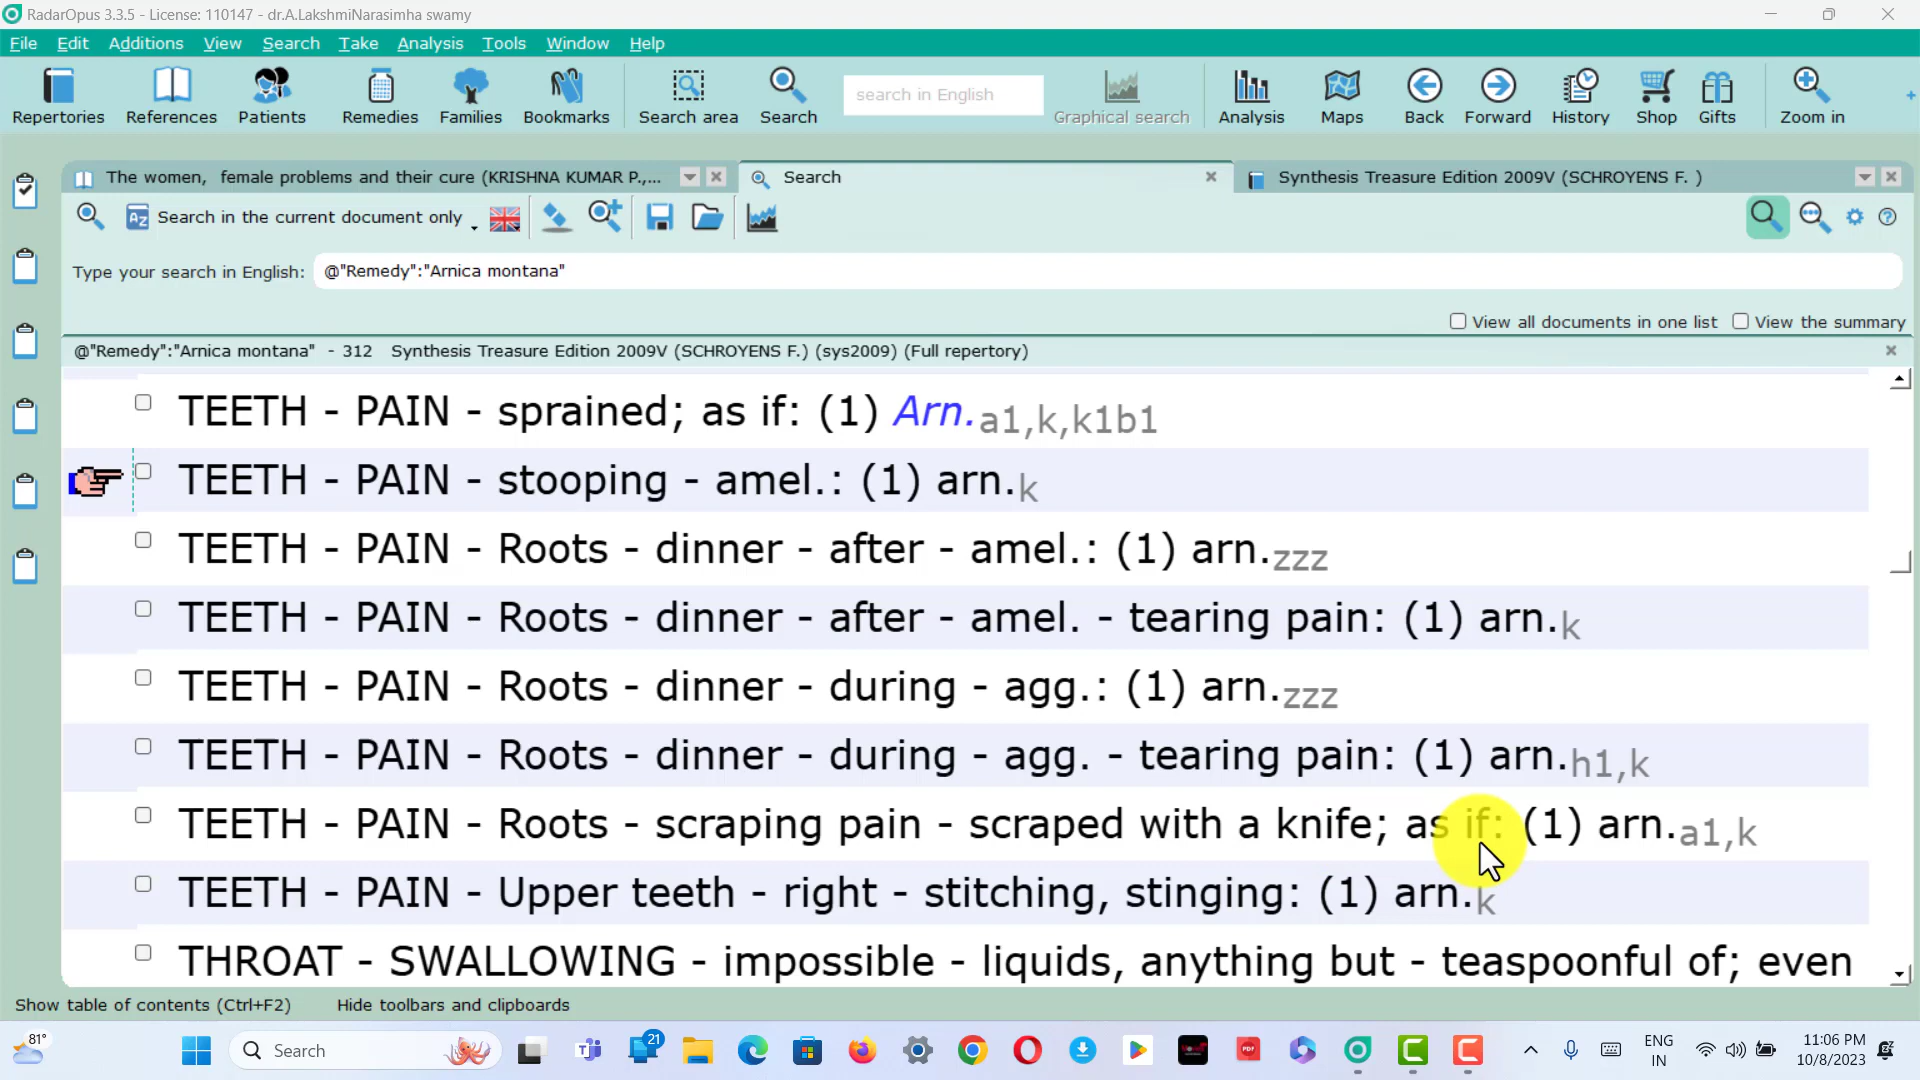 RadarOpus 3.3.5 - License: 110147 - dr.A.LakshmiNarasimha swamy
File Edit Additions View Search Take Analysis Tools Window Help
Repertories References Patients Remedies Families Bookmarks Search area Search search in English Graphical search Analysis Maps Back Forward History Shop Gifts Zoom in
The women, female problems and their cure (KRISHNA KUMAR P.,... Search Synthesis Treasure Edition 2009V (SCHROYENS F. )
Search in the current document only
Type your search in English: @"Remedy":"Arnica montana"
View all documents in one list View the summary
@"Remedy":"Arnica montana" - 312 Synthesis Treasure Edition 2009V (SCHROYENS F.) (sys2009) (Full repertory)
TEETH - PAIN - sprained; as if: (1) Arn.a1,k,k1b1
TEETH - PAIN - stooping - amel.: (1) arn.k
TEETH - PAIN - Roots - dinner - after - amel.: (1) arn.zzz
TEETH - PAIN - Roots - dinner - after - amel. - tearing pain: (1) arn.k
TEETH - PAIN - Roots - dinner - during - agg.: (1) arn.zzz
TEETH - PAIN - Roots - dinner - during - agg. - tearing pain: (1) arn.h1,k
TEETH - PAIN - Roots - scraping pain - scraped with a knife; as if: (1) arn.a1,k
TEETH - PAIN - Upper teeth - right - stitching, stinging: (1) arn.k
THROAT - SWALLOWING - impossible - liquids, anything but - teaspoonful of; even
Show table of contents (Ctrl+F2) Hide toolbars and clipboards
81° Search 21 ENG 11:06 PM
IN 10/8/2023